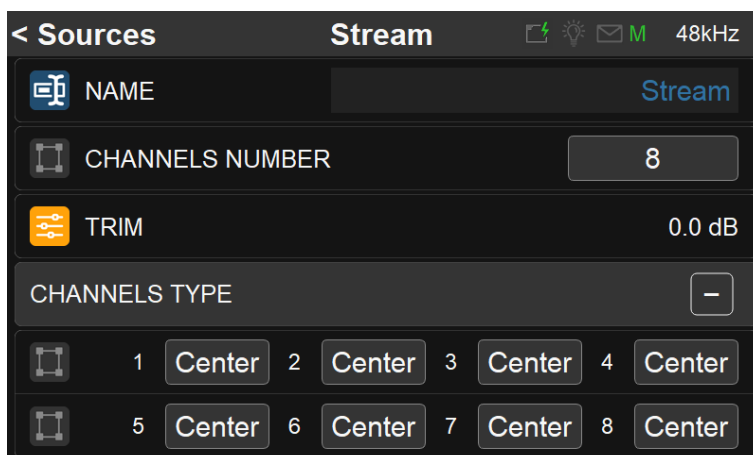 < Sources Stream M 48kHz
NAME Stream
CHANNELS NUMBER 8
TRIM 0.0 dB
CHANNELS TYPE −
1 Center 2 Center 3 Center 4 Center
5 Center 6 Center 7 Center 8 Center